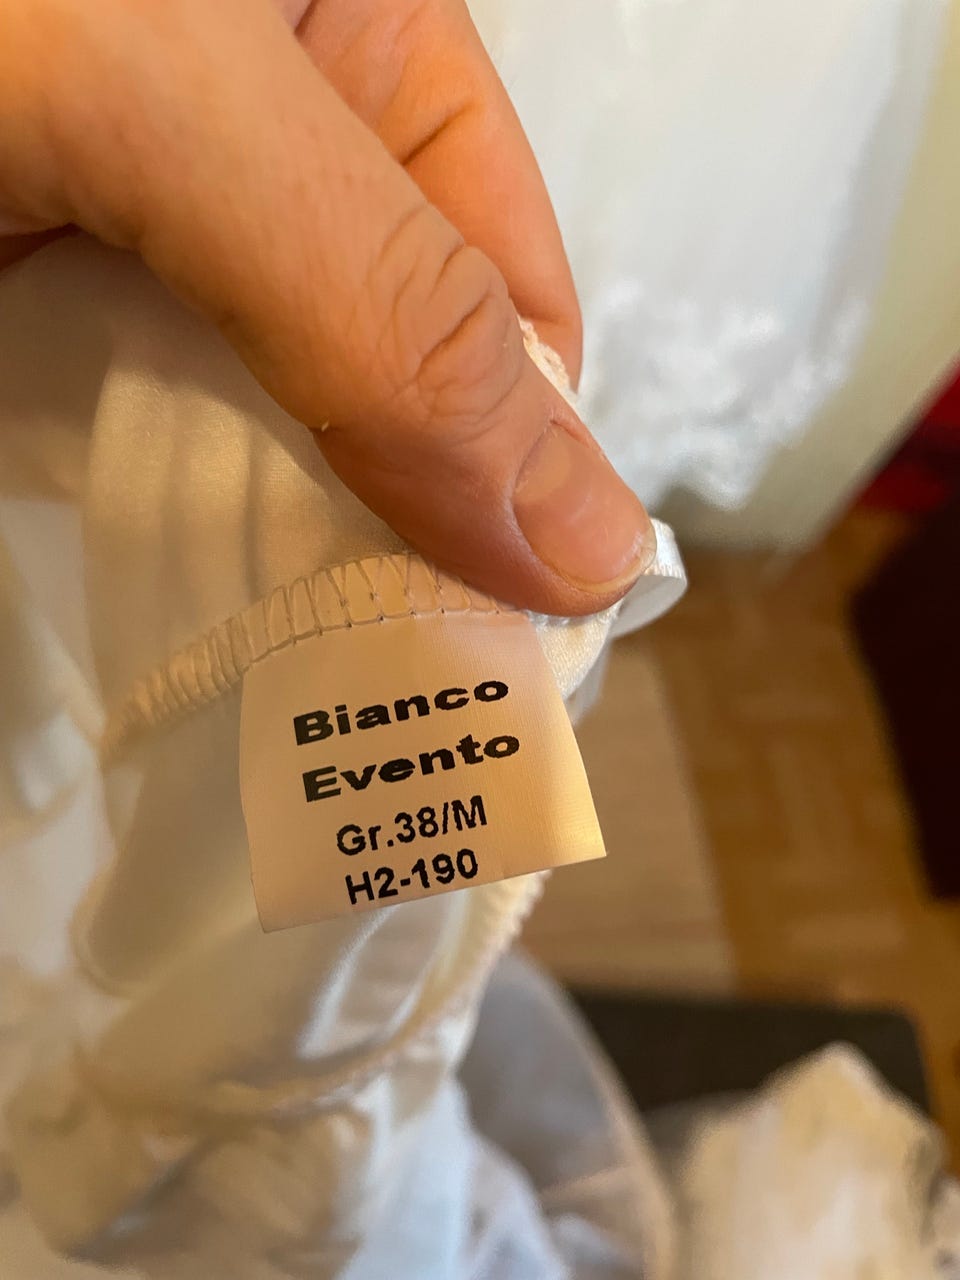 Bianco
Evento
Gr.38/M
H2-190